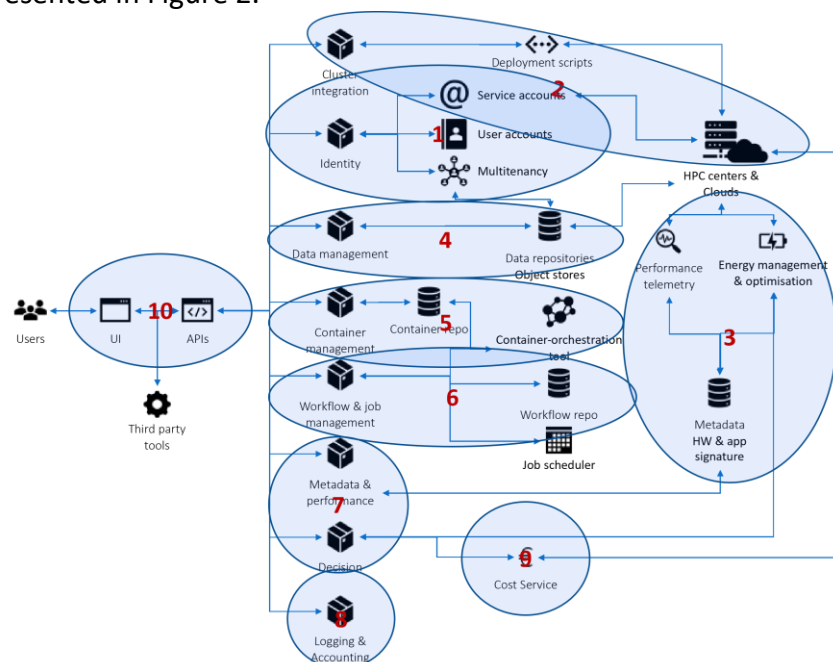 esented in Figure 2.
Cluster
integration
Deployment scripts
2
@
Service accounts
1
User accounts
Identity
Multitenancy
HPC centers &
Clouds
4
Data management
Data repositories
Object stores
Performance
telemetry
Energy management
& optimisation
10
Users
UI
APIs
Third party
tools
5
Container
management
Container repo
Container-orchestration
tool
3
Metadata
HW & app
signature
6
Workflow & job
management
Workflow repo
Job scheduler
Metadata &
performance
7
Decision
9
Cost Service
8
Logging &
Accounting